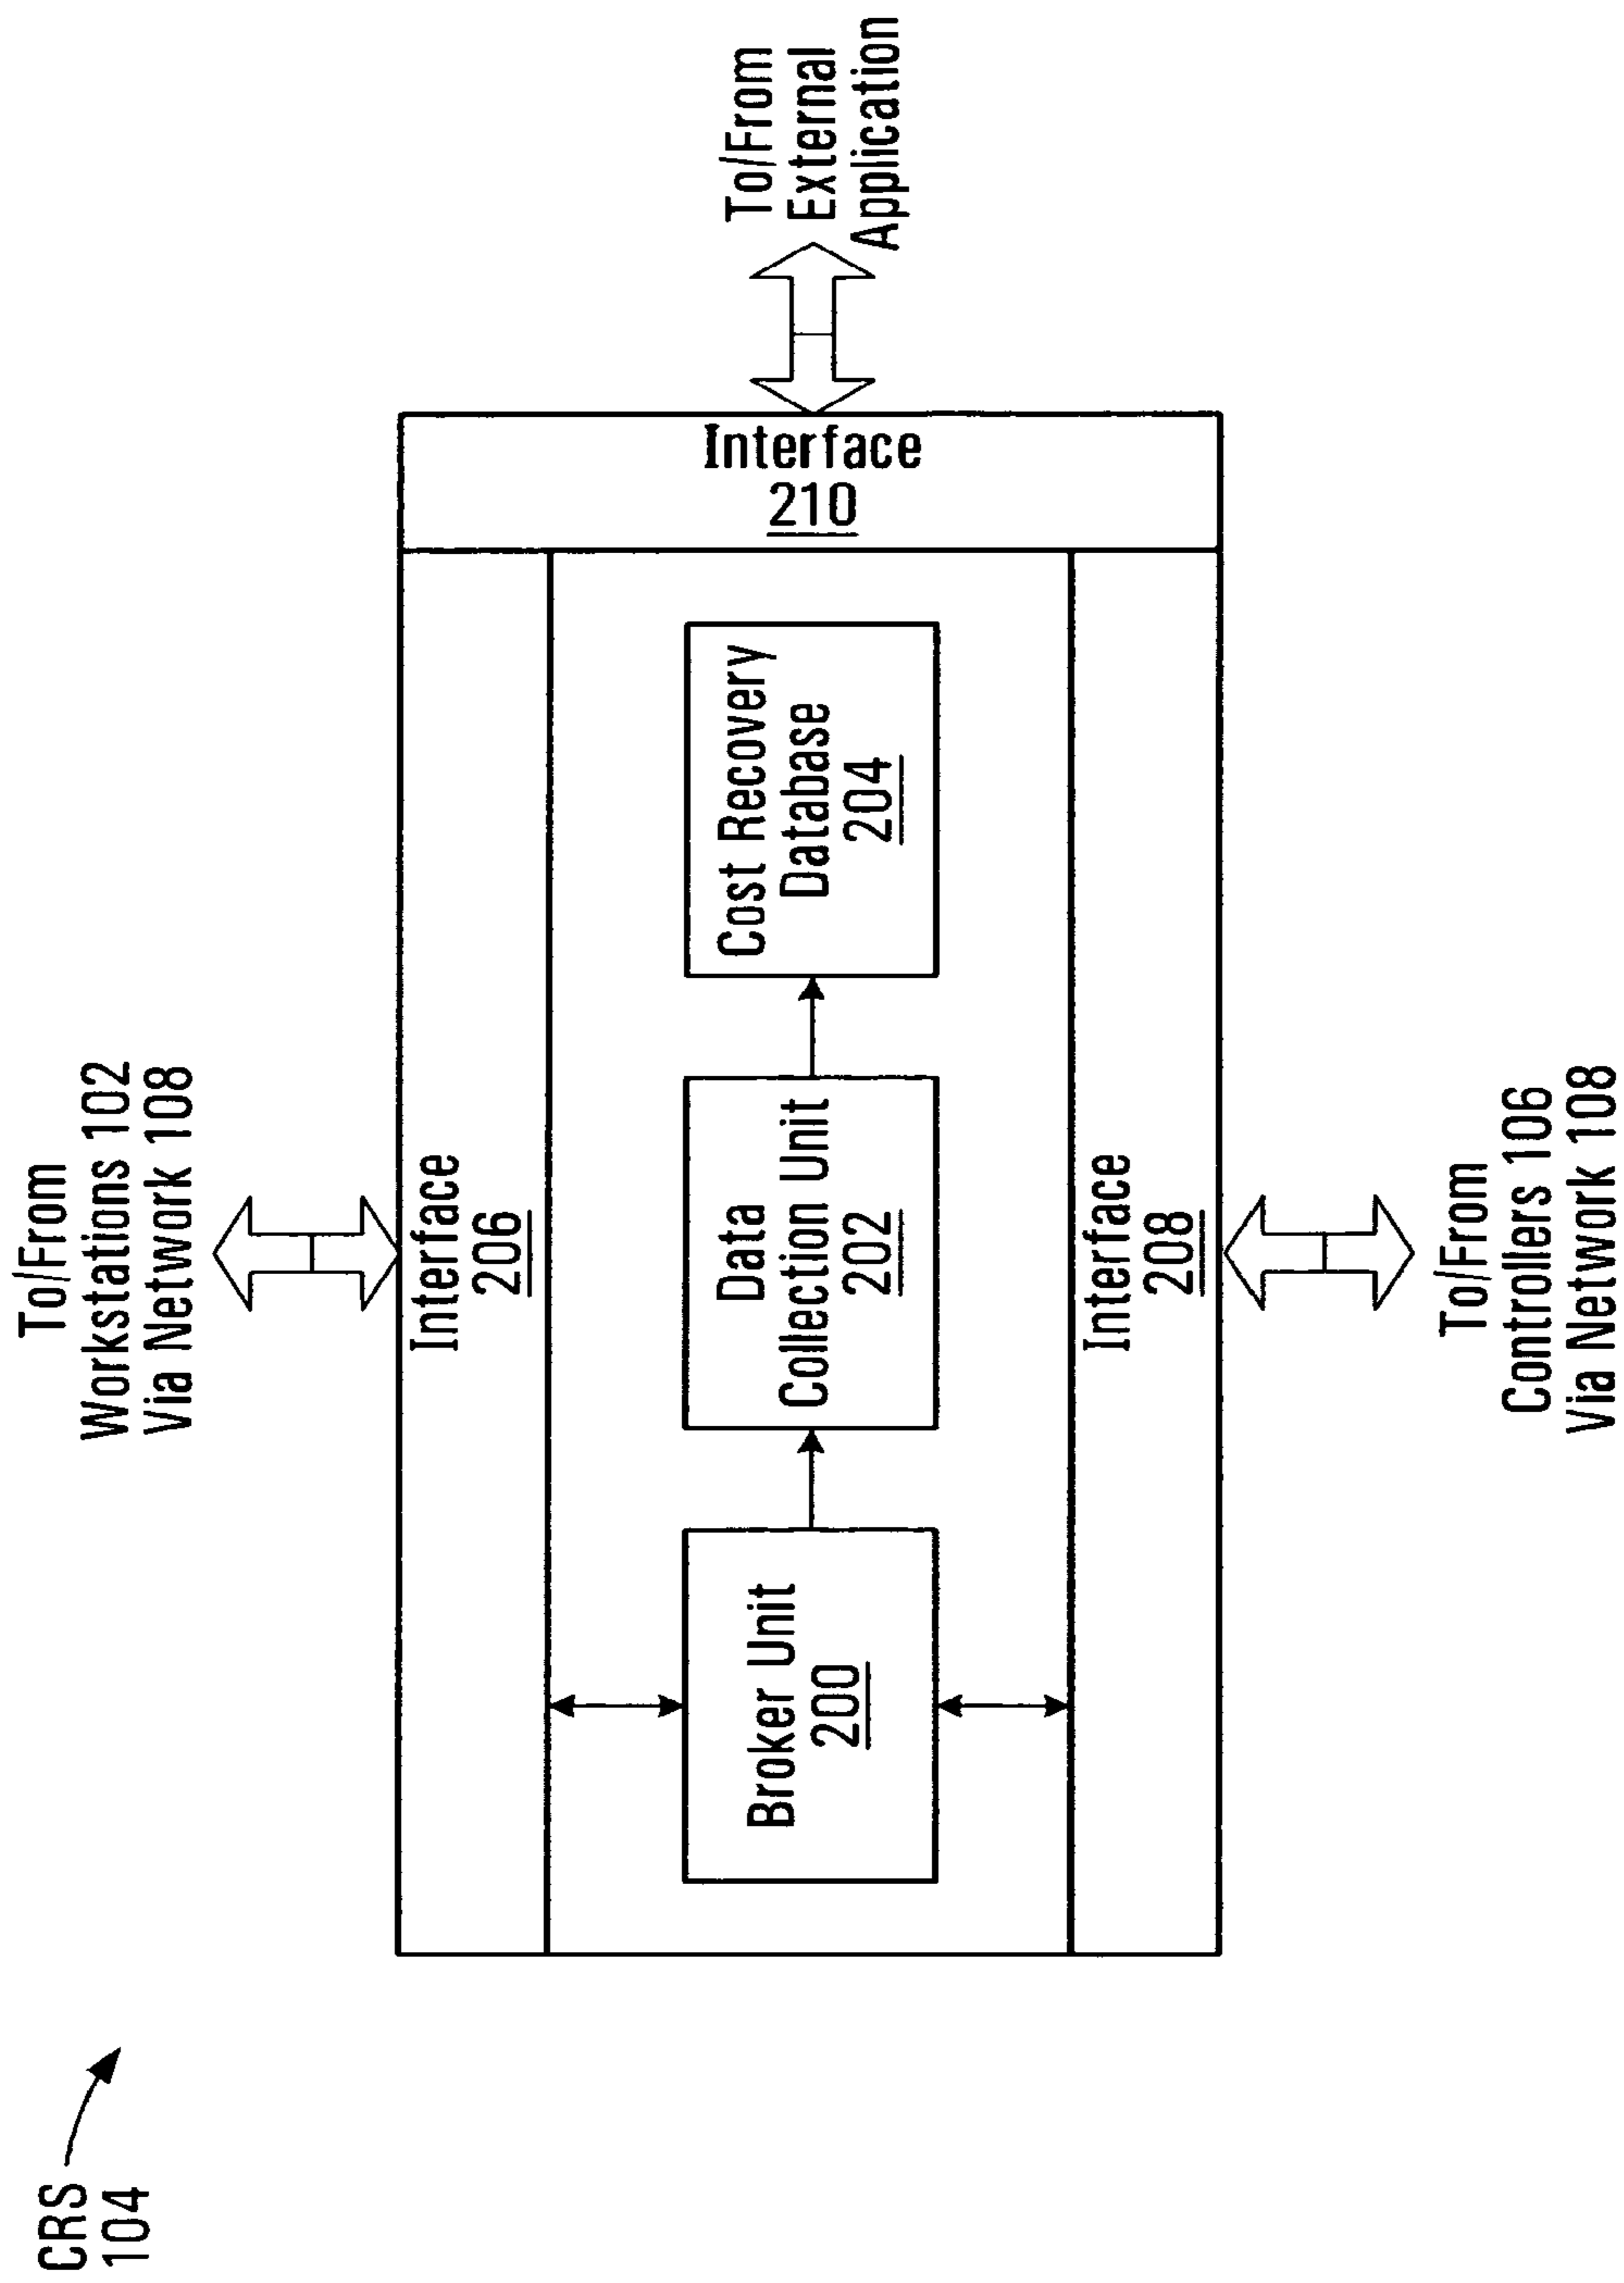 CRS
104
To/From
Workstations 102
Via Network 108
Interface
206
Broker Unit
200
Data
Collection Unit
202
Cost Recovery
Database
204
Interface
210
To/From
External
Application
Interface
208
To/From
Controllers 106
Via Network 108